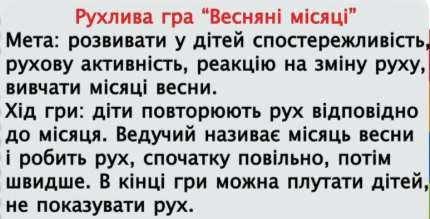 Рухлива гра “Весняні місяці”
Мета: розвивати у дітей спостережливість,
рухову активність, реакцію на зміну руху,
вивчати місяці весни.
Хід гри: діти повторюють рух відповідно
до місяця. Ведучий називає місяць весни
і робить рух, спочатку повільно, потім
швидше. В кінці гри можна плутати дітей,
не показувати рух.